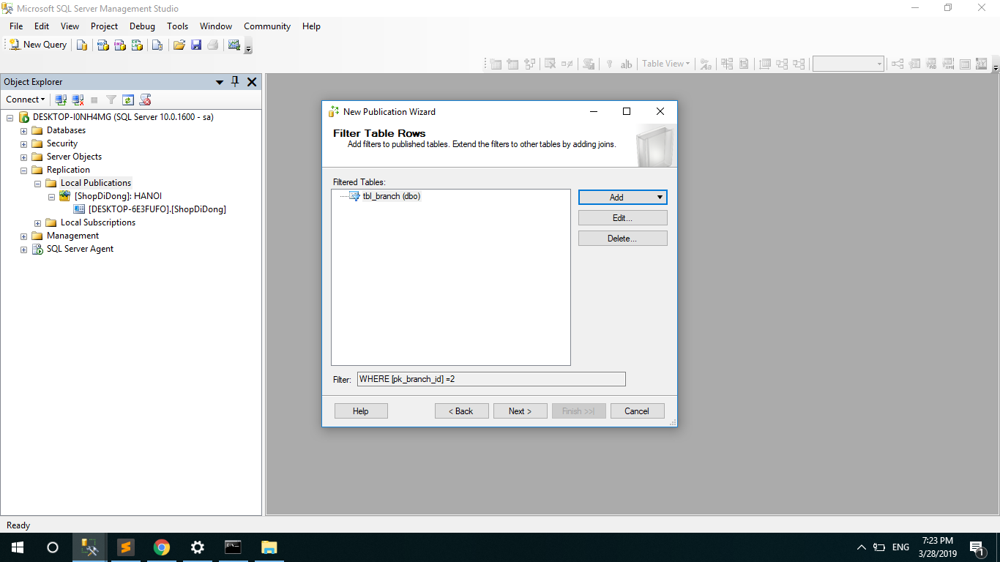 Microsoft SQL Server Management Studio
File Edit View Project Debug Tools Window Community Help
New Query
Table View
Object Explorer
Connect
DESKTOP-I0NH4MG (SQL Server 10.0.1600 - sa)
Databases
Security
Server Objects
Replication
Local Publications
[ShopDiDong]: HANOI
[DESKTOP-6E3FUFO].[ShopDiDong]
Local Subscriptions
Management
SQL Server Agent
New Publication Wizard
Filter Table Rows
Add filters to published tables. Extend the filters to other tables by adding joins.
Filtered Tables:
tbl_branch (dbo)
Add
Edit...
Delete...
Filter: WHERE [pk_branch_id] =2
Help < Back Next > Finish >>| Cancel
Ready
ENG
7:23 PM
3/28/2019
1